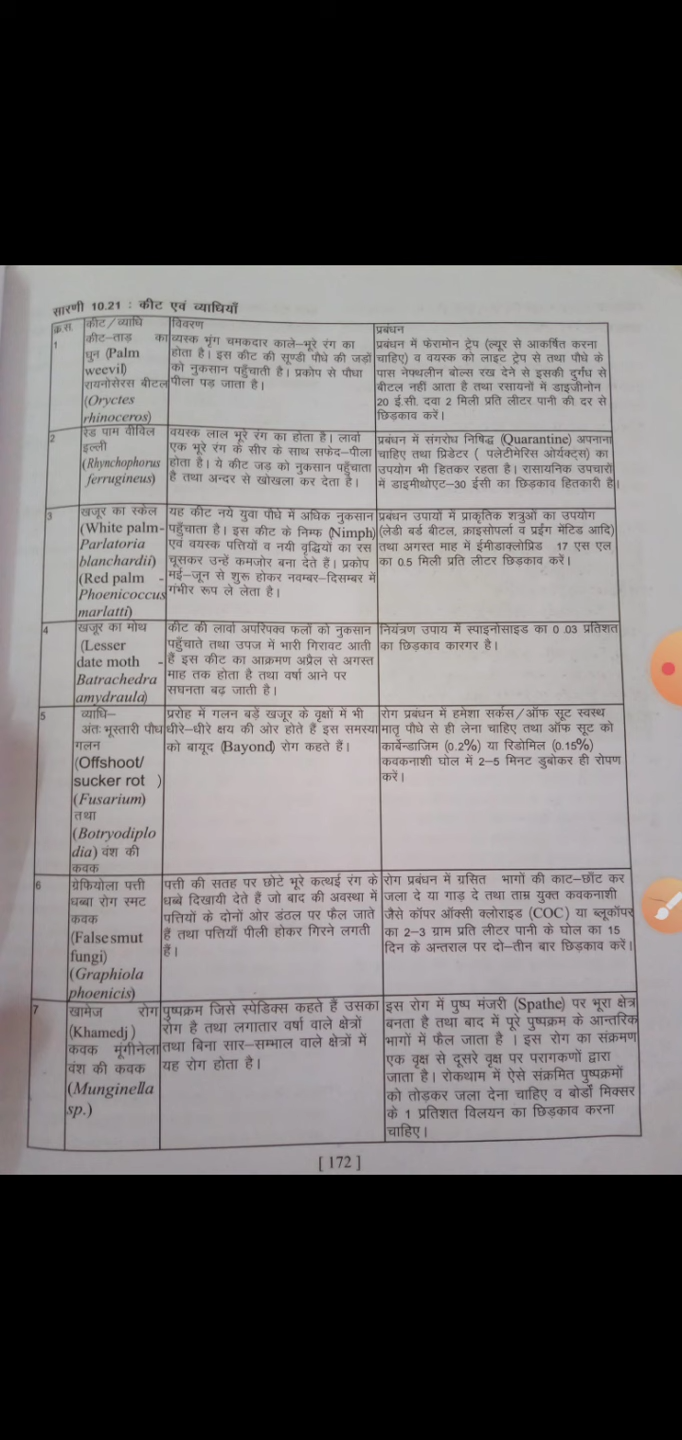 सारणी 10.21 : कीट एवं व्याधियाँ
क्र.सं. कीट/व्याधि विवरण प्रबंधन
1
कीट-ताड़ का
घुन (Palm
weevil)
रायनोसेरस बीटल
(Oryctes
rhinoceros)
व्यस्क भृंग चमकदार काले-भूरे रंग का
होता है। इस कीट की सूण्डी पौधे की जड़ों
को नुकसान पहुँचाती है। प्रकोप से पौधा
पीला पड़ जाता है।
प्रबंधन में फेरामोन ट्रेप (ल्यूर से आकर्षित करना
चाहिए) व वयस्क को लाइट ट्रेप से तथा पौधे के
पास नेफ्थलीन बोल्स रख देने से इसकी दुर्गंध से
बीटल नहीं आता है तथा रसायनों में डाइजीनोन
20 ई.सी. दवा 2 मिली प्रति लीटर पानी की दर से
छिड़काव करें।
2
रेड पाम वीविल
इल्ली
(Rhynchophorus
ferrugineus)
वयस्क लाल भूरे रंग का होता है। लार्वा
एक भूरे रंग के सीर के साथ सफेद-पीला
होता है। ये कीट जड़ को नुकसान पहुँचाता
है तथा अन्दर से खोखला कर देता है।
प्रबंधन में संगरोध निषिद्ध (Quarantine) अपनाना
चाहिए तथा प्रिडेटर ( पलेटीमेरिस ओर्यक्ट्स) का
उपयोग भी हितकर रहता है। रासायनिक उपचारों
में डाइमीथोएट-30 ईसी का छिड़काव हितकारी है।
3
खजूर का स्केल
(White palm-
Parlatoria
blanchardii)
(Red palm -
Phoenicoccus
marlatti)
यह कीट नये युवा पौधे में अधिक नुकसान
पहुँचाता है। इस कीट के निम्फ (Nimph)
एवं वयस्क पत्तियों व नयी वृद्धियों का रस
चूसकर उन्हें कमजोर बना देते हैं। प्रकोप
मई-जून से शुरू होकर नवम्बर-दिसम्बर में
गंभीर रूप ले लेता है।
प्रबंधन उपायों में प्राकृतिक शत्रुओं का उपयोग
(लेडी बर्ड बीटल, क्राइसोपर्ला व प्रईग मेंटिड आदि)
तथा अगस्त माह में ईमीडाक्लोप्रिड 17 एस एल
का 0.5 मिली प्रति लीटर छिड़काव करें।
4
खजूर का मोथ
(Lesser
date moth -
Batrachedra
amydraula)
कीट की लार्वा अपरिपक्व फलों को नुकसान
पहुँचाते तथा उपज में भारी गिरावट आती
हैं इस कीट का आक्रमण अप्रैल से अगस्त
माह तक होता है तथा वर्षा आने पर
सघनता बढ़ जाती है।
नियंत्रण उपाय में स्पाइनोसाइड का 0 .03 प्रतिशत
का छिड़काव कारगर है।
5
व्याधि-
अंतः भूस्तारी पौध
गलन
(Offshoot/
sucker rot )
(Fusarium)
तथा
(Botryodiplo
dia) वंश की
कवक
प्ररोह में गलन बड़ें खजूर के वृक्षों में भी
धीरे-धीरे क्षय की ओर होते हैं इस समस्या
को बायूद (Bayond) रोग कहते हैं।
रोग प्रबंधन में हमेशा सर्कस/ऑफ सूट स्वस्थ
मातृ पौधे से ही लेना चाहिए तथा ऑफ सूट को
कार्बेन्डाजिम (0.2%) या रिडोमिल (0.15%)
कवकनाशी घोल में 2-5 मिनट डुबोकर ही रोपण
करें।
6
ग्रेफियोला पत्ती
धब्बा रोग स्मट
कवक
(False smut
fungi)
(Graphiola
phoenicis)
पत्ती की सतह पर छोटे भूरे कत्थई रंग के
धब्बे दिखायी देते हैं जो बाद की अवस्था में
पत्तियों के दोनों ओर डंठल पर फैल जाते
हैं तथा पत्तियाँ पीली होकर गिरने लगती
हैं।
रोग प्रबंधन में ग्रसित भागों की काट-छाँट कर
जला दे या गाड़ दे तथा ताम्र युक्त कवकनाशी
जैसे कॉपर ऑक्सी क्लोराइड (COC) या ब्लूकॉपर
का 2-3 ग्राम प्रति लीटर पानी के घोल का 15
दिन के अन्तराल पर दो-तीन बार छिड़काव करें।
7
खामेज रोग
(Khamedj )
कवक मूंगीनेला
वंश की कवक
(Munginella
sp.)
पुष्पक्रम जिसे स्पेडिक्स कहते हैं उसका
रोग है तथा लगातार वर्षा वाले क्षेत्रों
तथा बिना सार-सम्भाल वाले क्षेत्रों में
यह रोग होता है।
इस रोग में पुष्प मंजरी (Spathe) पर भूरा क्षेत्र
बनता है तथा बाद में पूरे पुष्पक्रम के आन्तरिक
भागों में फैल जाता है । इस रोग का संक्रमण
एक वृक्ष से दूसरे वृक्ष पर परागकणों द्वारा
जाता है। रोकथाम में ऐसे संक्रमित पुष्पक्रमों
को तोड़कर जला देना चाहिए व बोर्डो मिक्सर
के 1 प्रतिशत विलयन का छिड़काव करना
चाहिए।
[ 172 ]